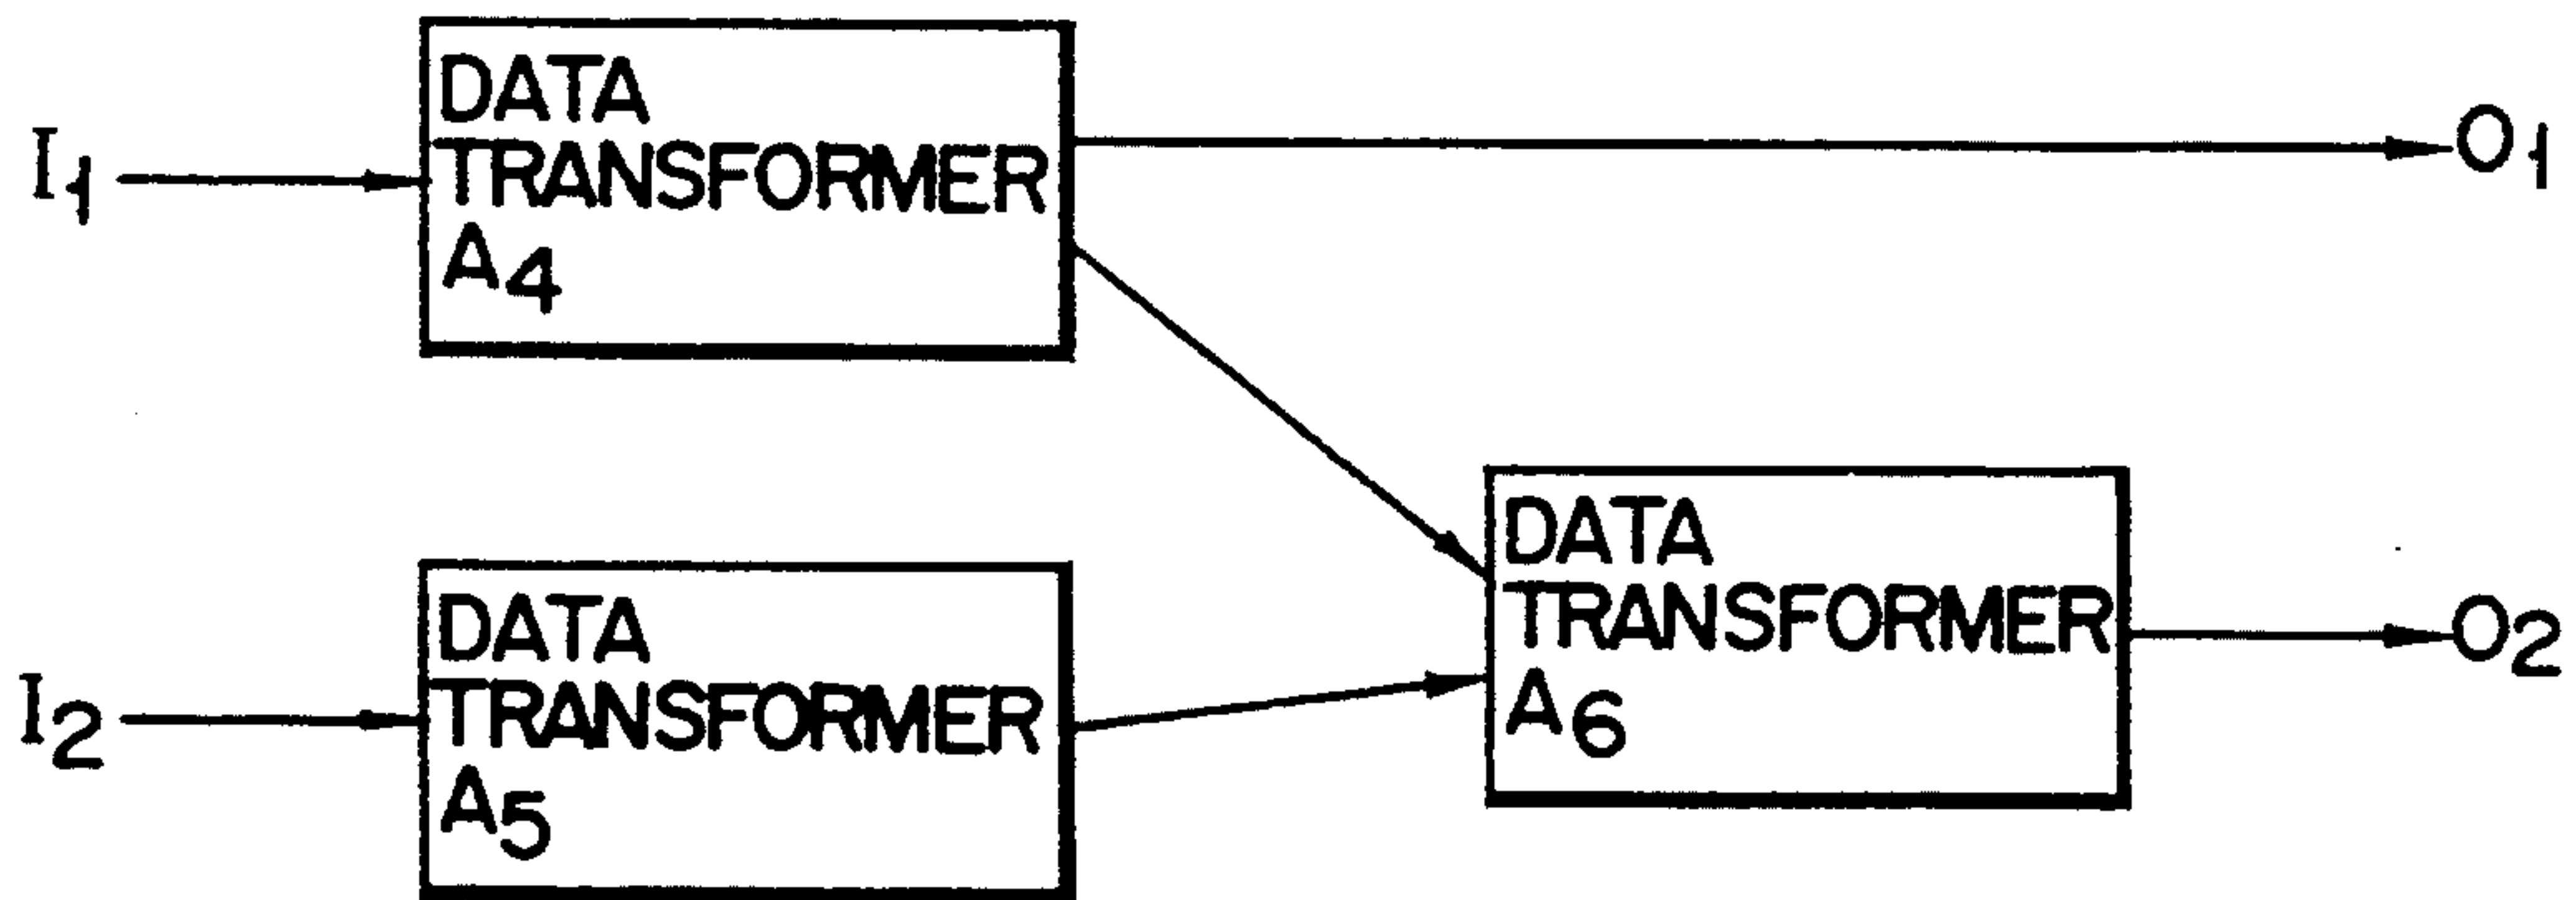 I₁
DATA
TRANSFORMER
A₄
O₁
I₂
DATA
TRANSFORMER
A₅
DATA
TRANSFORMER
A₆
O₂